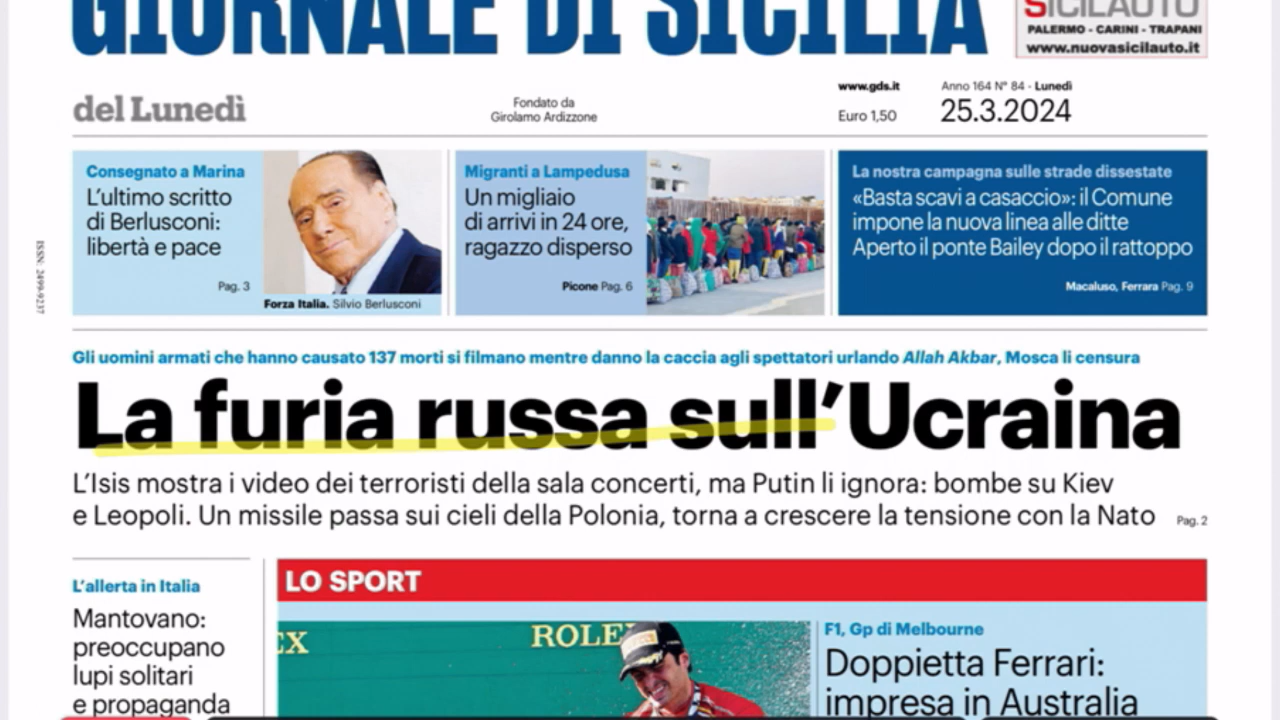 GIORNALE DI SICILIA
SICILAUTO
PALERMO - CARINI - TRAPANI
www.nuovasicilauto.it
del Lunedì
Fondato da
Girolamo Ardizzone
www.gds.it
Euro 1,50
Anno 164 N° 84 - Lunedì
25.3.2024
ISSN: 2499-9237
Consegnato a Marina
L'ultimo scritto
di Berlusconi:
libertà e pace
Pag. 3
Forza Italia. Silvio Berlusconi
Migranti a Lampedusa
Un migliaio
di arrivi in 24 ore,
ragazzo disperso
Picone Pag. 6
La nostra campagna sulle strade dissestate
«Basta scavi a casaccio»: il Comune
impone la nuova linea alle ditte
Aperto il ponte Bailey dopo il rattoppo
Macaluso, Ferrara Pag. 9
Gli uomini armati che hanno causato 137 morti si filmano mentre danno la caccia agli spettatori urlando Allah Akbar, Mosca li censura
La furia russa sull'Ucraina
L'Isis mostra i video dei terroristi della sala concerti, ma Putin li ignora: bombe su Kiev
e Leopoli. Un missile passa sui cieli della Polonia, torna a crescere la tensione con la Nato
Pag. 2
L'allerta in Italia
Mantovano:
preoccupano
lupi solitari
e propaganda
LO SPORT
EX
ROLEX
F1, Gp di Melbourne
Doppietta Ferrari:
impresa in Australia